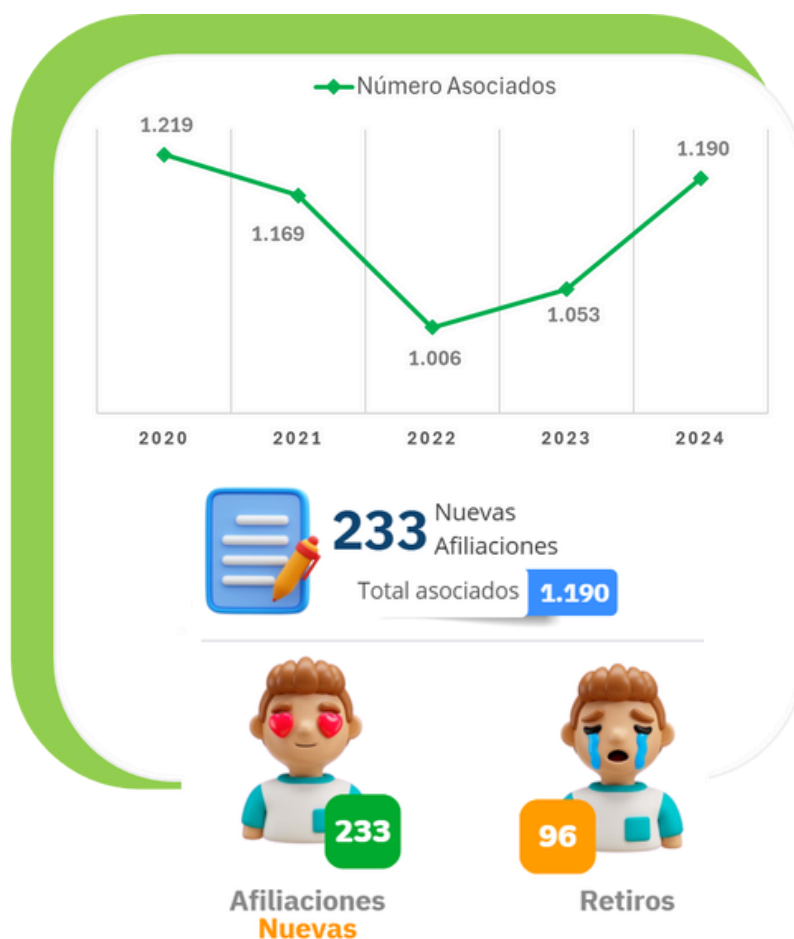 Número Asociados
1.219
1.190
1.169
1.053
1.006
2020 2021 2022 2023 2024
233 Nuevas
Afiliaciones
Total asociados 1.190
233
96
Afiliaciones
Nuevas
Retiros